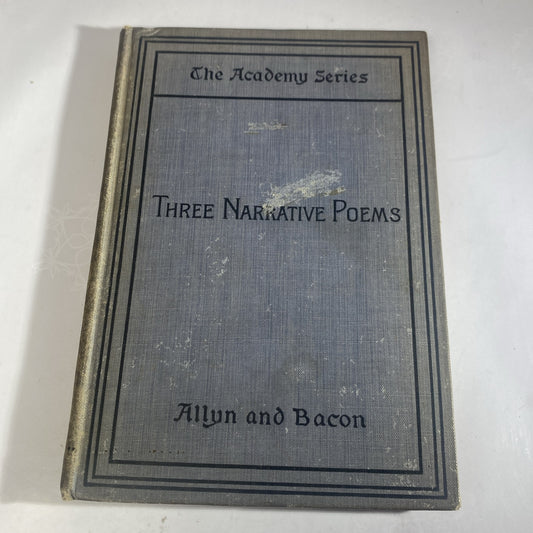 The Academy Series
THREE NARRATIVE POEMS
Allyn and Bacon